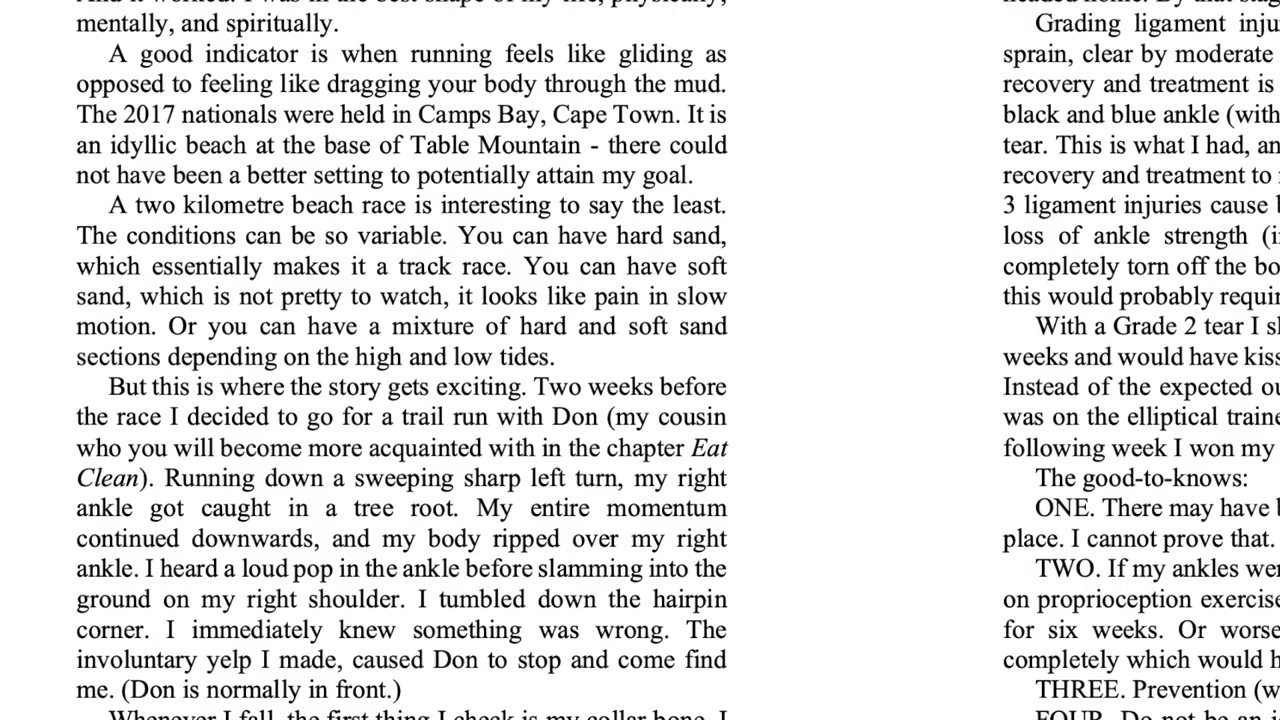 mentally, and spiritually.
A good indicator is when running feels like gliding as
opposed to feeling like dragging your body through the mud.
The 2017 nationals were held in Camps Bay, Cape Town. It is
an idyllic beach at the base of Table Mountain - there could
not have been a better setting to potentially attain my goal.
A two kilometre beach race is interesting to say the least.
The conditions can be so variable. You can have hard sand,
which essentially makes it a track race. You can have soft
sand, which is not pretty to watch, it looks like pain in slow
motion. Or you can have a mixture of hard and soft sand
sections depending on the high and low tides.
But this is where the story gets exciting. Two weeks before
the race I decided to go for a trail run with Don (my cousin
who you will become more acquainted with in the chapter Eat
Clean). Running down a sweeping sharp left turn, my right
ankle got caught in a tree root. My entire momentum
continued downwards, and my body ripped over my right
ankle. I heard a loud pop in the ankle before slamming into the
ground on my right shoulder. I tumbled down the hairpin
corner. I immediately knew something was wrong. The
involuntary yelp I made, caused Don to stop and come find
me. (Don is normally in front.)
Whenever I fall, the first thing I check is my collar bone. I
Grading ligament
sprain, clear by moderate
recovery and treatment is
black and blue ankle (with
tear. This is what I had,
recovery and treatment to
3 ligament injuries cause
loss of ankle strength
completely torn off the
this would probably
With a Grade 2 tear I
weeks and would have
Instead of the expected
was on the elliptical
following week I won my
The good-to-knows:
ONE. There may have
place. I cannot prove that.
TWO. If my ankles
on proprioception
for six weeks. Or
completely which would
THREE. Prevention
FOUR. Do not be an